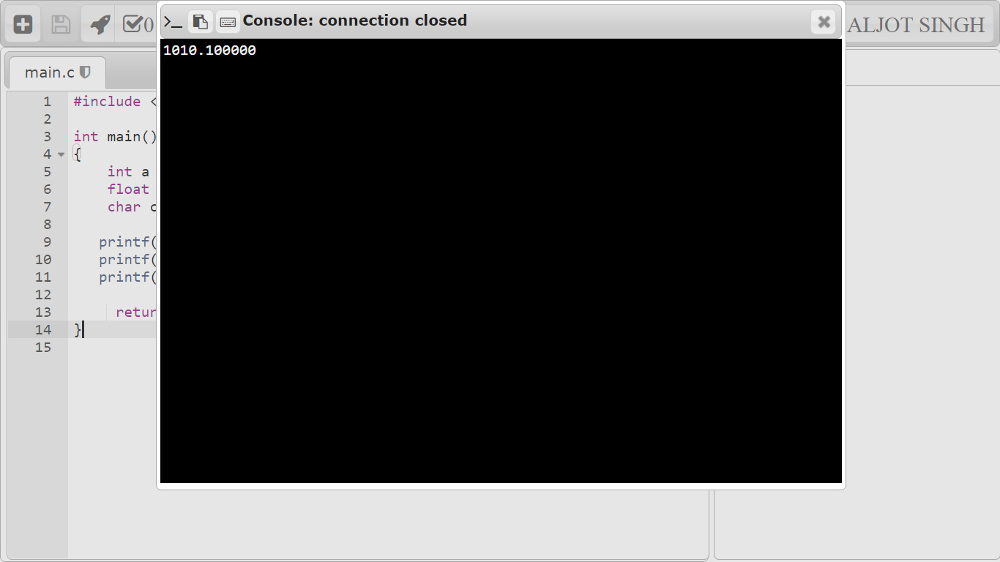 0
>_ Console: connection closed
ALJOT SINGH
1010.100000
main.c
1 #include <
2
3 int main()
4 {
5 int a
6 float
7 char c
8
9 printf(
10 printf(
11 printf(
12
13 retur
14 }
15